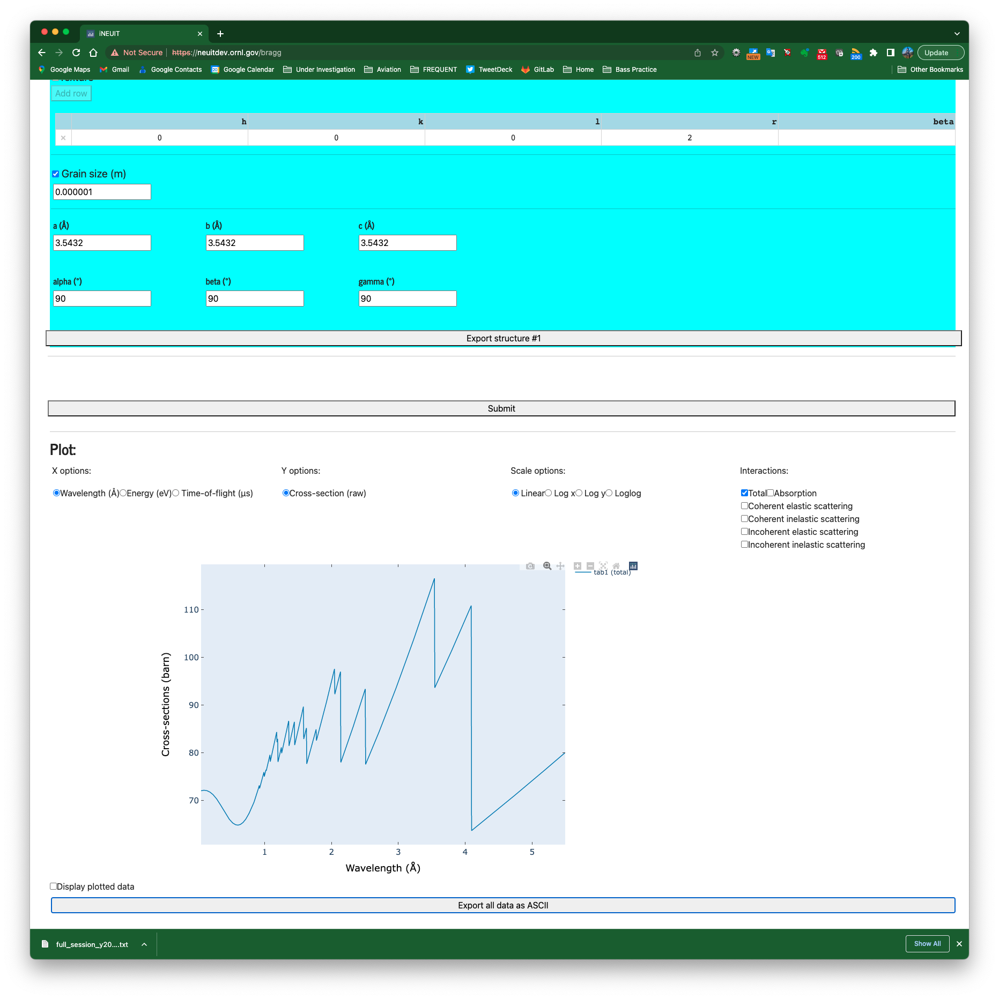 iNEUIT
Not Secure https://neuitdev.ornl.gov/bragg
NEW
512
200
Update
Google Maps Gmail Google Contacts 20 Google Calendar Under Investigation Aviation FREQUENT TweetDeck GitLab Home Bass Practice Other Bookmarks
Texture
Add row
h k l r beta
× 0 0 0 2
Grain size (m)
0.000001
a (Å) b (Å) c (Å)
3.5432 3.5432 3.5432
alpha (°) beta (°) gamma (°)
90 90 90
Export structure #1
Submit
Plot:
X options: Y options: Scale options: Interactions:
Wavelength (Å) Energy (eV) Time-of-flight (µs) Cross-section (raw) Linear Log x Log y Loglog Total Absorption
Coherent elastic scattering
Coherent inelastic scattering
Incoherent elastic scattering
Incoherent inelastic scattering
tab1 (total)
110
100
90
80
70
Cross-sections (barn)
1 2 3 4 5
Wavelength (Å)
Display plotted data
Export all data as ASCII
full_session_y20....txt
Show All